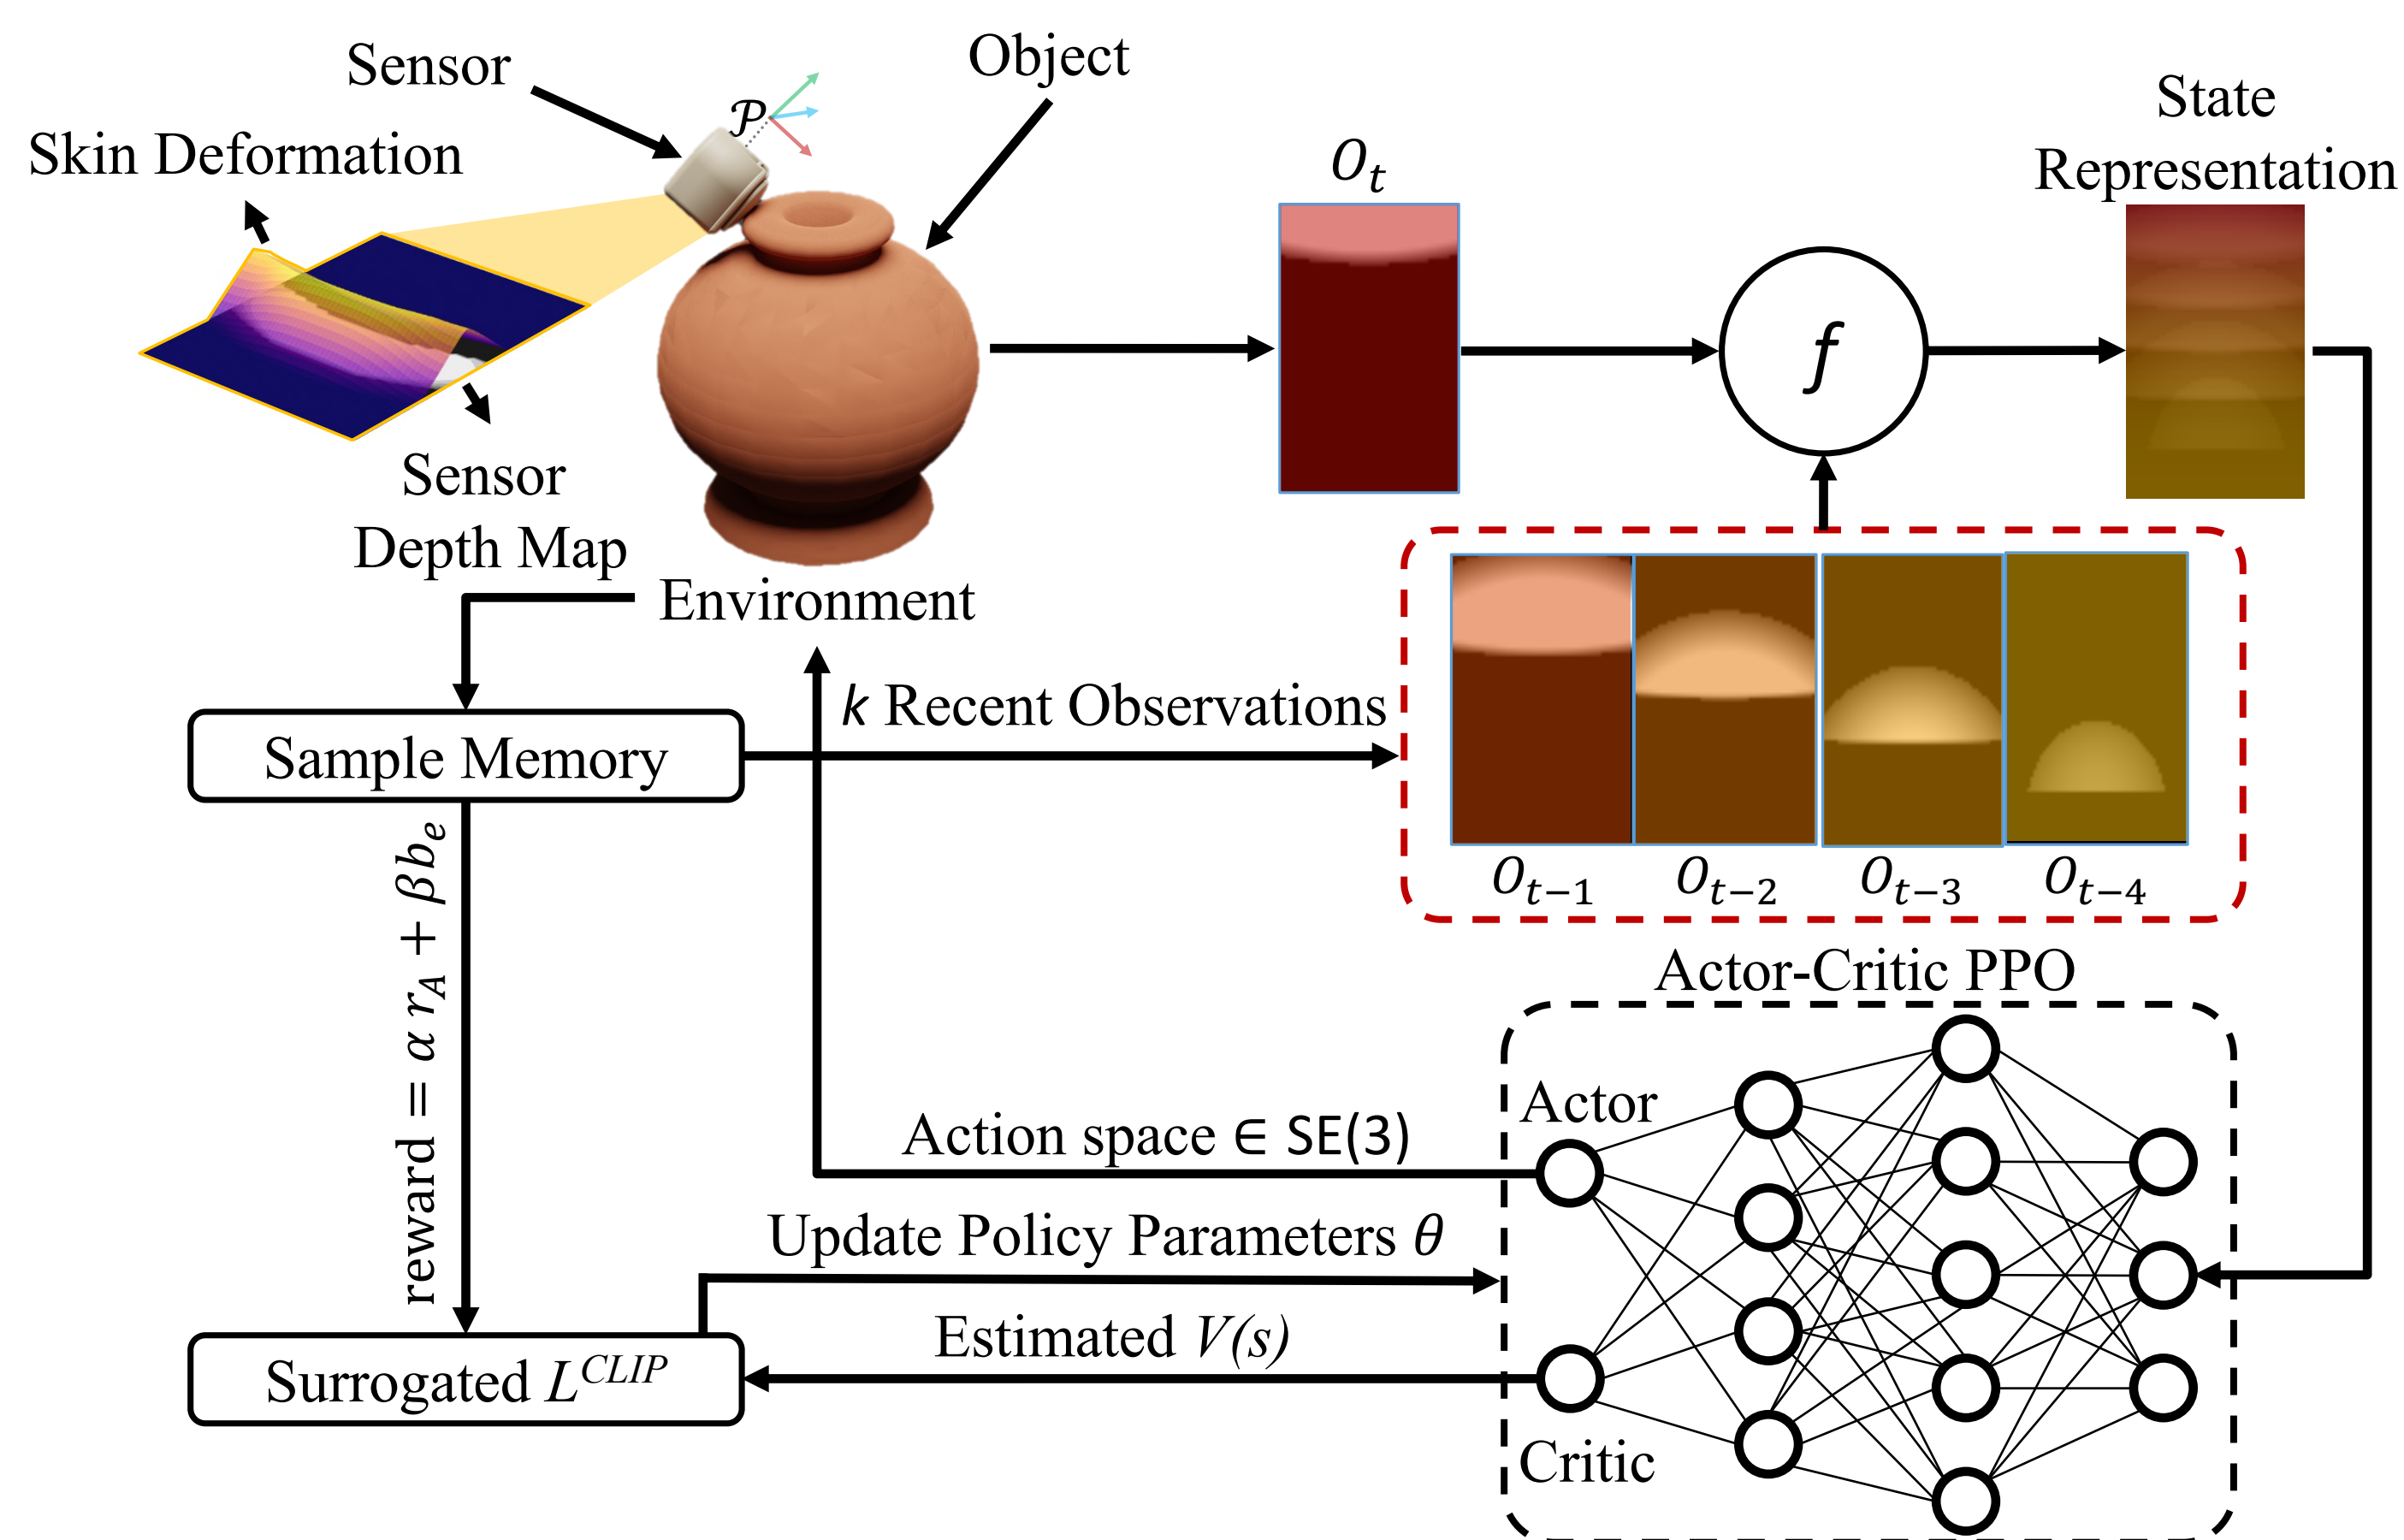 Sensor
Object
𝒫
Skin Deformation
State
Representation
O_t
f
Sensor
Depth Map
Environment
k Recent Observations
Sample Memory
O_{t−1} O_{t−2} O_{t−3} O_{t−4}
reward = α r_A + βb_e
Actor-Critic PPO
Actor
Action space ∈ SE(3)
Update Policy Parameters θ
Estimated V(s)
Surrogated L^{CLIP}
Critic